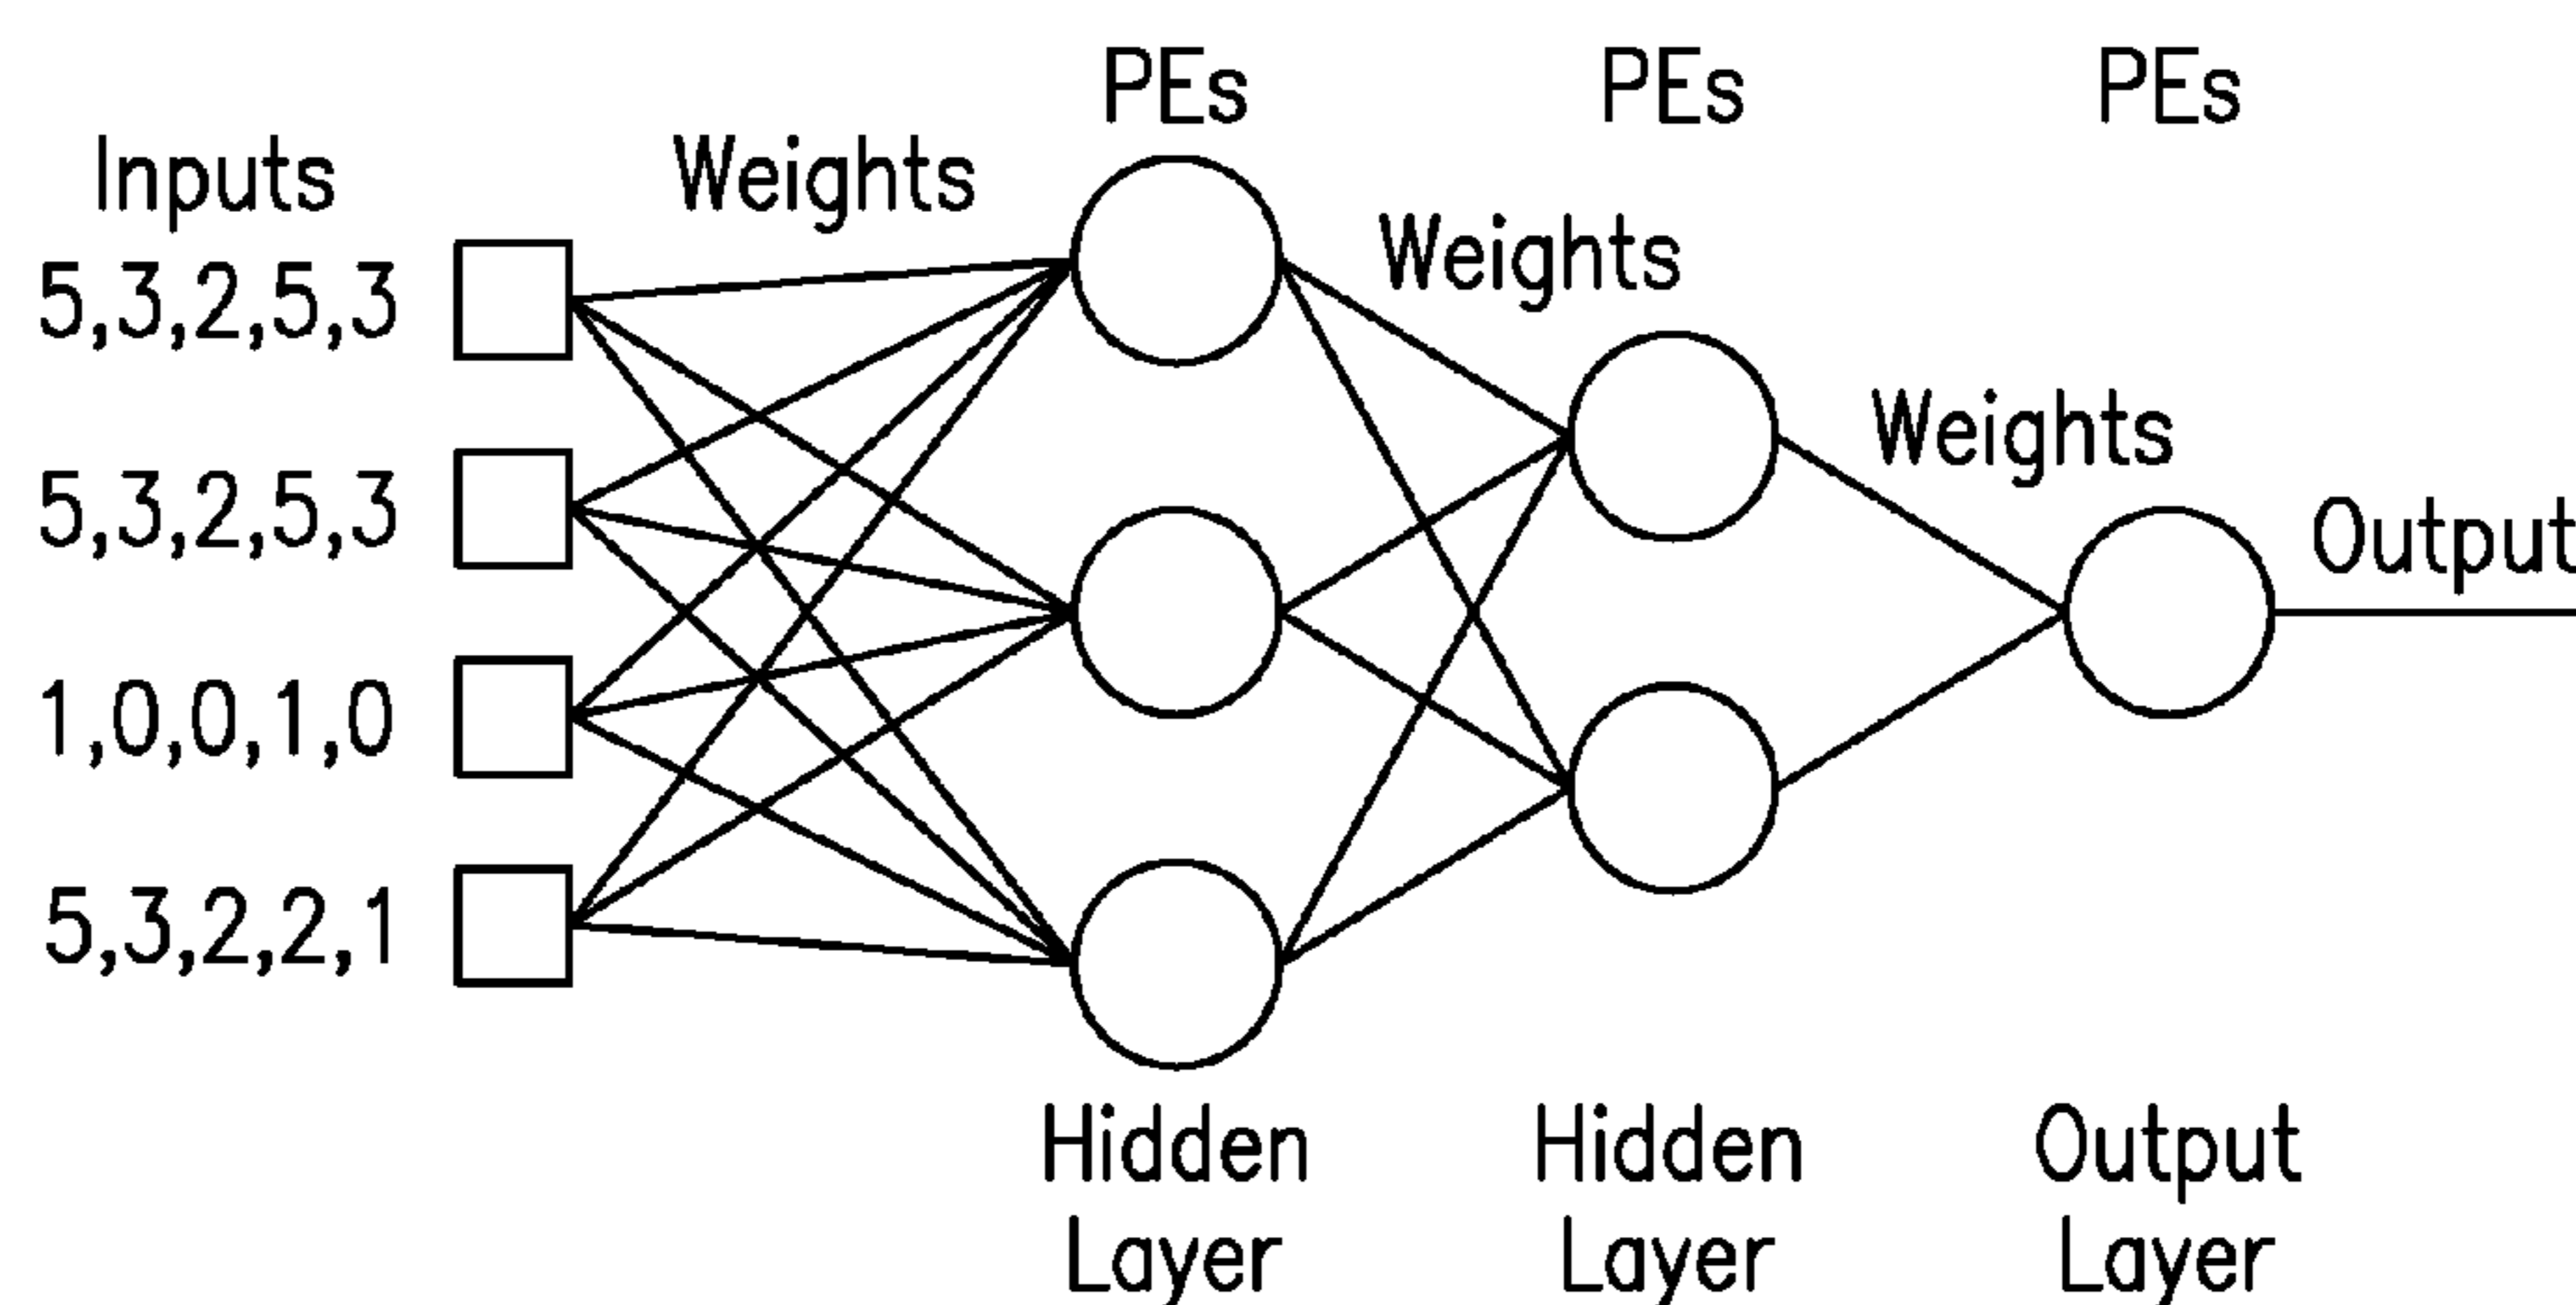 PEs
PEs
PEs
Inputs
Weights
Weights
5,3,2,5,3
Weights
5,3,2,5,3
Output
1,0,0,1,0
5,3,2,2,1
Hidden
Layer
Hidden
Layer
Output
Layer